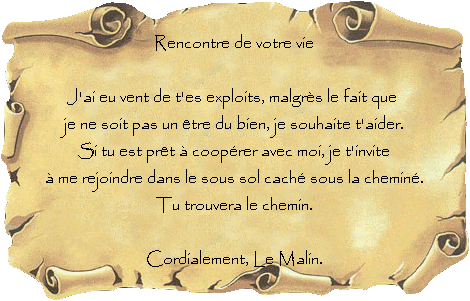 Rencontre de votre vie
J'ai eu vent de t'es exploits, malgrès le fait que
je ne soit pas un être du bien, je souhaite t'aider.
Si tu est prêt à coopérer avec moi, je t'invite
à me rejoindre dans le sous sol caché sous la cheminé.
Tu trouvera le chemin.
Cordialement, Le Malin.